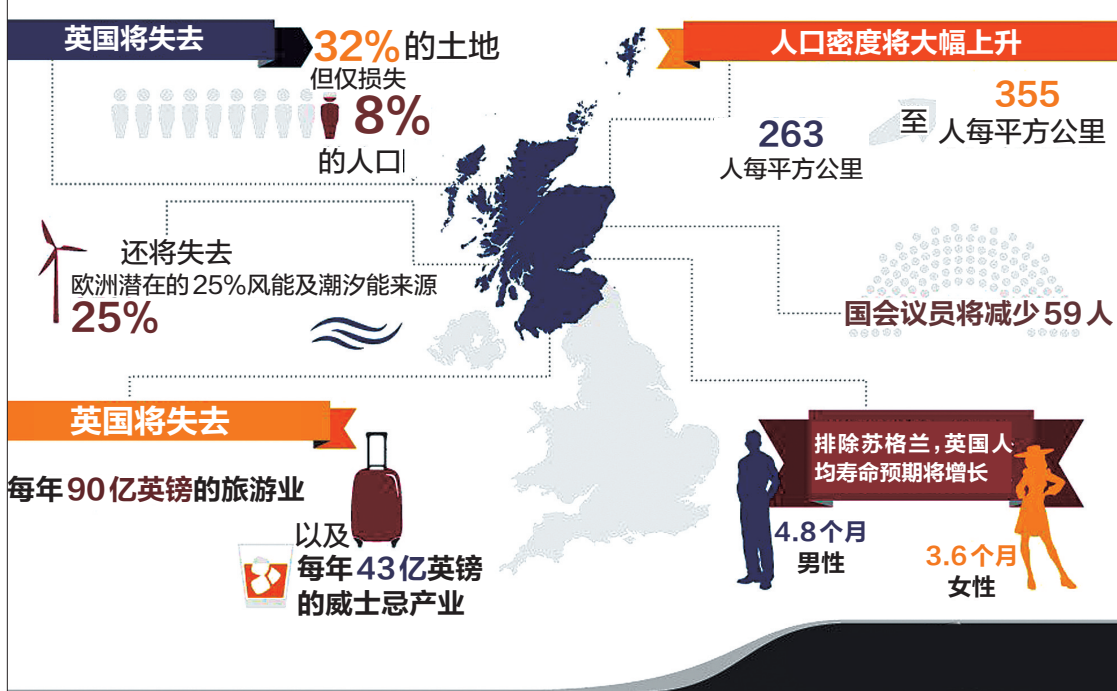 英国将失去
32%的土地
但仅损失
8%
的人口
人口密度将大幅上升
263
人每平方公里
至
355
人每平方公里
还将失去
欧洲潜在的25%风能及潮汐能来源
25%
国会议员将减少59人
英国将失去
每年90亿英镑的旅游业
以及
每年43亿英镑
的威士忌产业
排除苏格兰，英国人
均寿命预期将增长
4.8个月
男性
3.6个月
女性